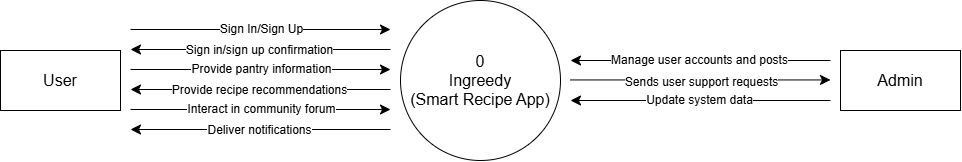 User
Sign In/Sign Up
Sign in/sign up confirmation
Provide pantry information
Provide recipe recommendations
Interact in community forum
Deliver notifications
0
Ingreedy
(Smart Recipe App)
Manage user accounts and posts
Sends user support requests
Update system data
Admin